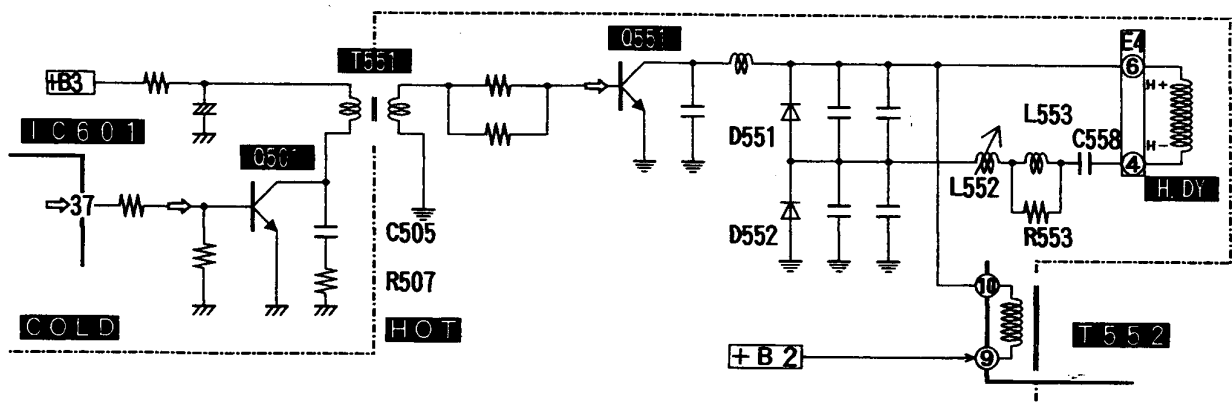 Q551
E4
T551
6
+B3
H+
L553
IC601
D551
C558
Q501
H-
4
L552
H.DY
37
C505
D552
R553
R507
10
COLD
HOT
+B2
9
T552